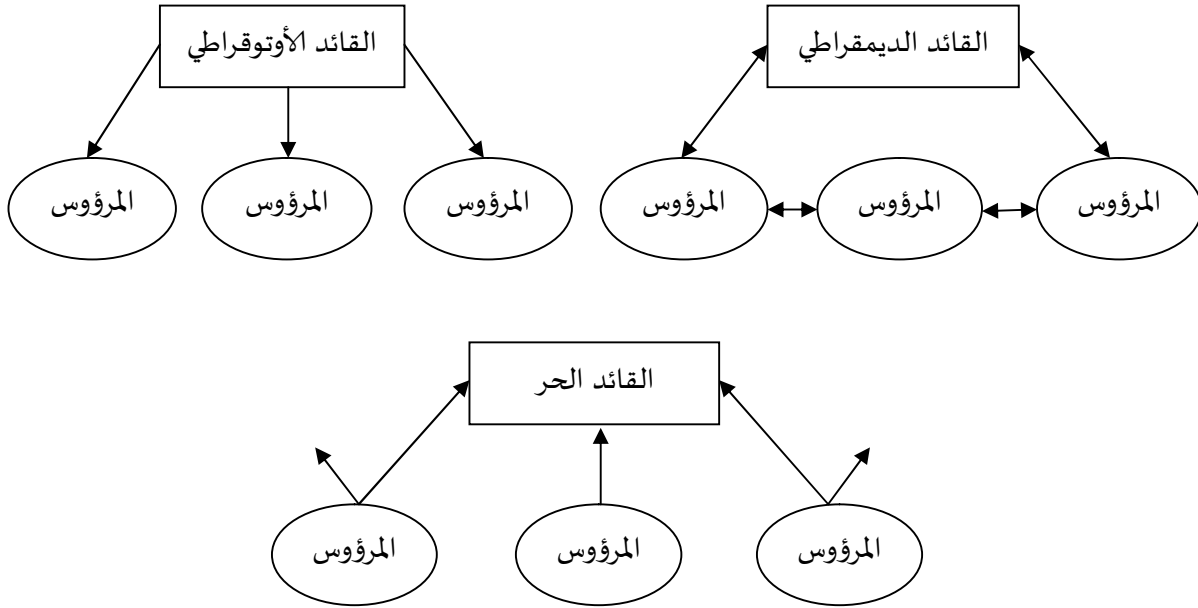 القائد الديمقراطي
القائد الأوتوقراطي
المرؤوس
المرؤوس
المرؤوس
المرؤوس
المرؤوس
المرؤوس
القائد الحر
المرؤوس
المرؤوس
المرؤوس